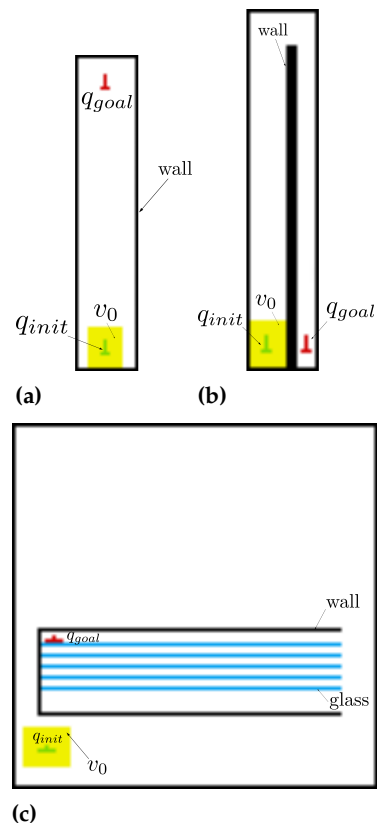 q_goal
wall
v_0
q_init
(a)
wall
v_0
q_init
q_goal
(b)
wall
q_goal
glass
q_init
v_0
(c)